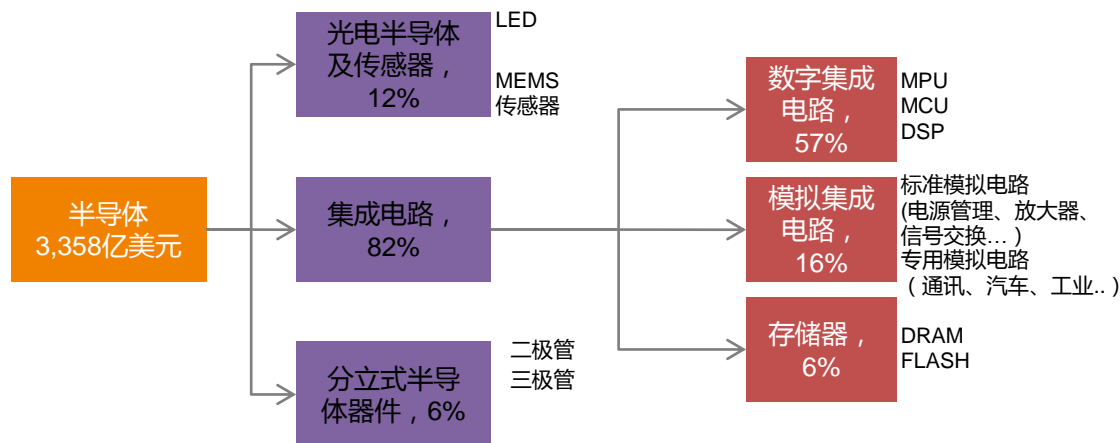 半导体
3,358亿美元
光电半导体
及传感器，
12%
LED
MEMS
传感器
集成电路，
82%
分立式半导
体器件，6%
二极管
三极管
数字集成
电路，
57%
MPU
MCU
DSP
模拟集成
电路，
16%
标准模拟电路
(电源管理、放大器、
信号交换… ）
专用模拟电路
（ 通讯、汽车、工业.. ）
存储器，
6%
DRAM
FLASH